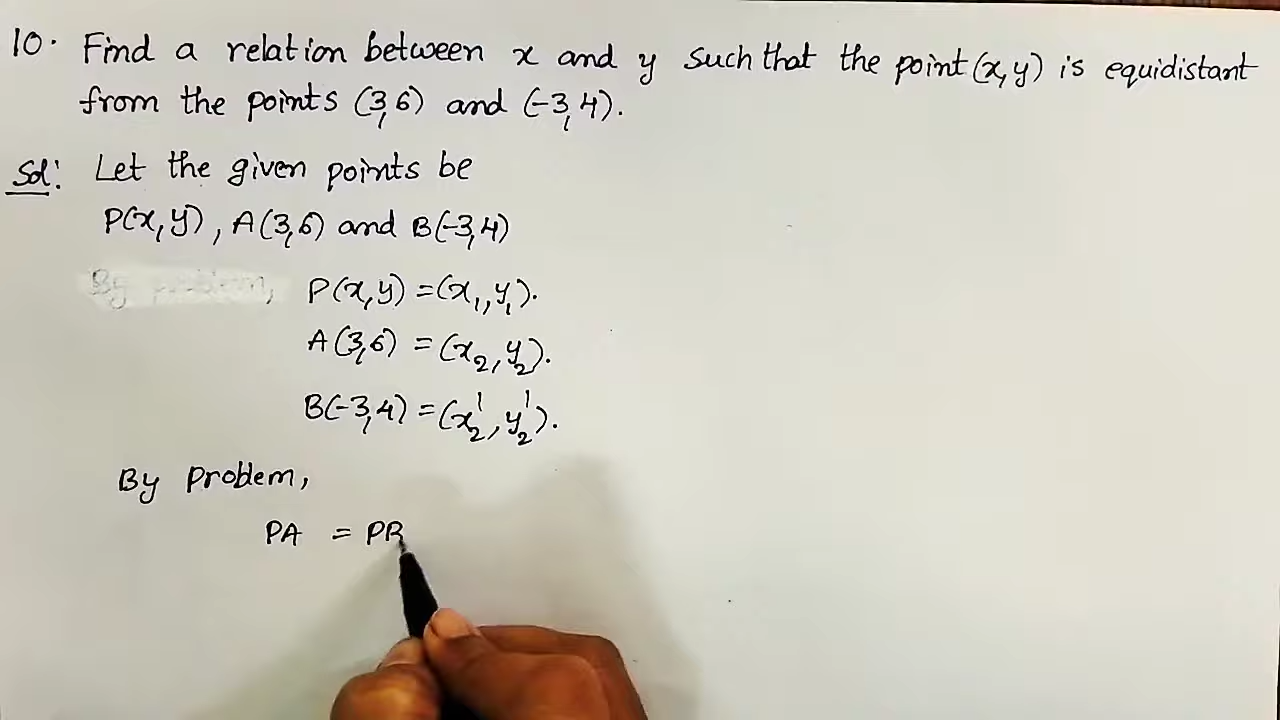 10. Find a relation between x and y such that the point (x, y) is equidistant
from the points (3, 6) and (-3, 4).
Sol: Let the given points be
P(x, y), A(3, 6) and B(-3, 4)
By problem, P(x, y) = (x₁, y₁).
A(3, 6) = (x₂, y₂).
B(-3, 4) = (x₂', y₂').
By Problem,
PA = PB